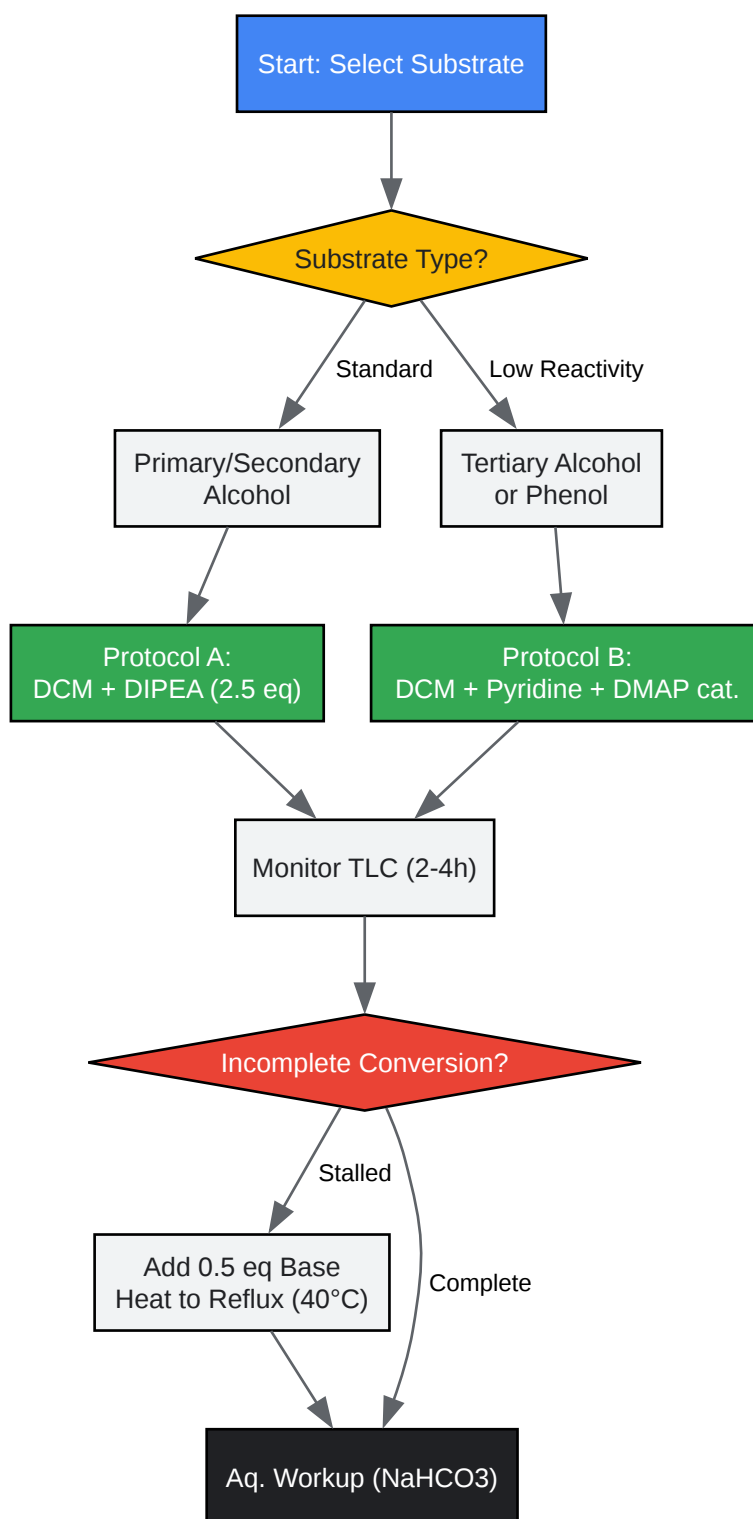 Start: Select Substrate
Substrate Type?
Standard
Low Reactivity
Primary/Secondary
Alcohol
Tertiary Alcohol
or Phenol
Protocol A:
DCM + DIPEA (2.5 eq)
Protocol B:
DCM + Pyridine + DMAP cat.
Monitor TLC (2-4h)
Incomplete Conversion?
Stalled
Add 0.5 eq Base
Heat to Reflux (40°C)
Complete
Aq. Workup (NaHCO3)